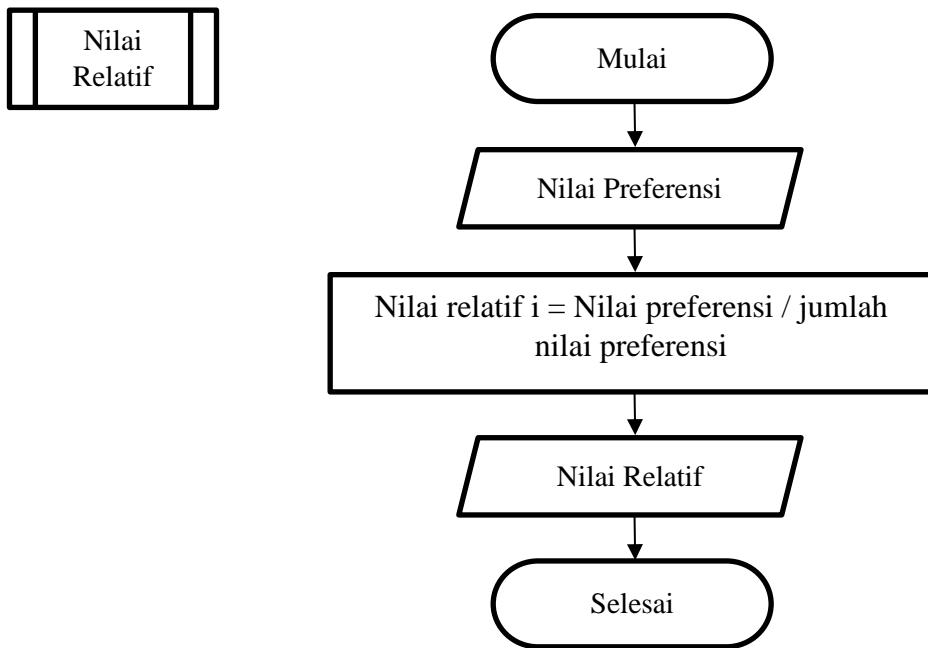 Nilai
Relatif
Mulai
Nilai Preferensi
Nilai relatif i = Nilai preferensi / jumlah
nilai preferensi
Nilai Relatif
Selesai